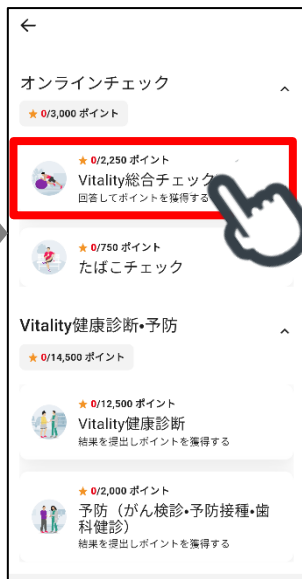 オンラインチェック
★ 0/3,000 ポイント
★ 0/2,250 ポイント
Vitality総合チェック
回答してポイントを獲得する
★ 0/750 ポイント
たばこチェック
Vitality健康診断•予防
★ 0/14,500 ポイント
★ 0/12,500 ポイント
Vitality健康診断
結果を提出しポイントを獲得する
★ 0/2,000 ポイント
予防（がん検診•予防接種•歯
科健診）
結果を提出しポイントを獲得する